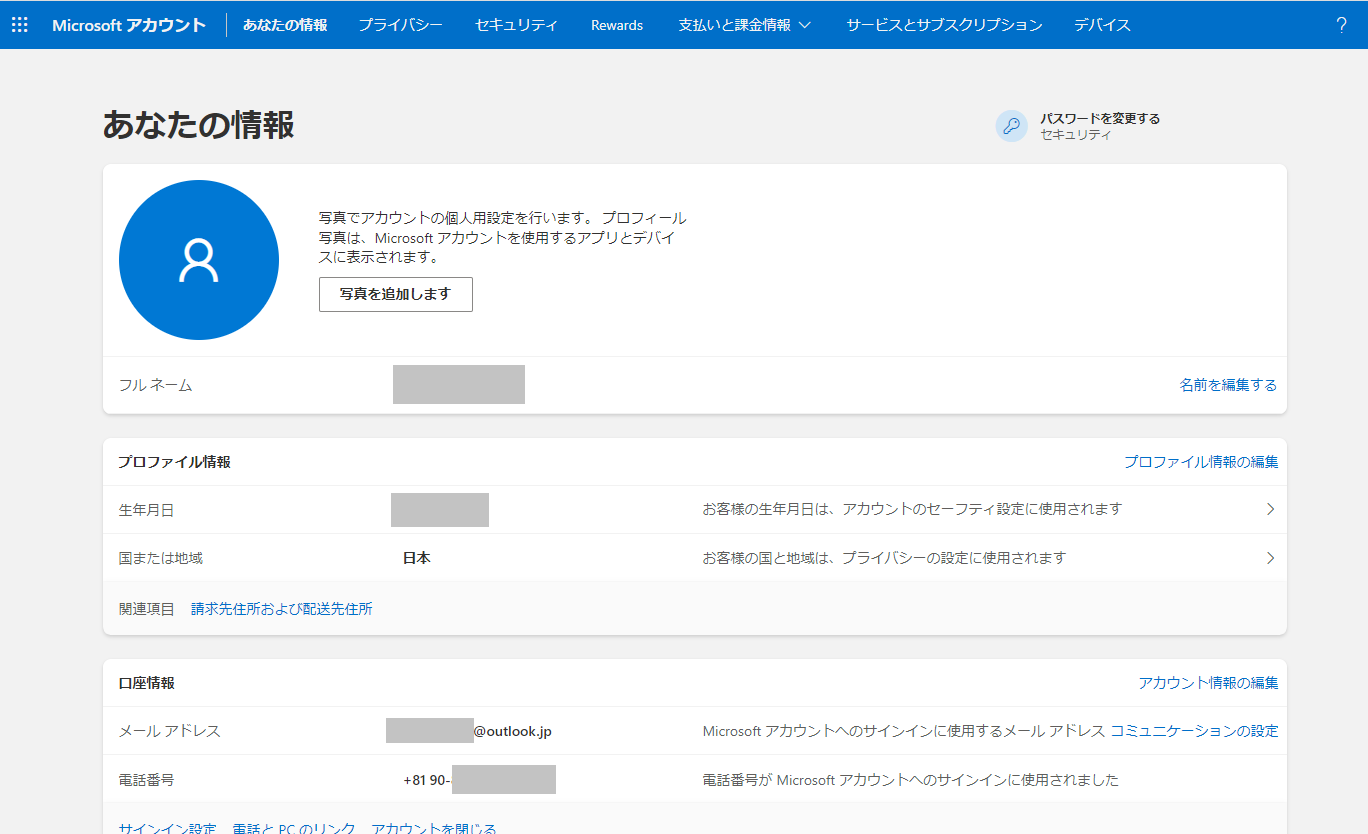 Microsoft アカウント あなたの情報 プライバシー セキュリティ Rewards 支払いと課金情報 サービスとサブスクリプション デバイス ?
あなたの情報
パスワードを変更する
セキュリティ
写真でアカウントの個人用設定を行います。 プロフィール
写真は、Microsoft アカウントを使用するアプリとデバイ
スに表示されます。
写真を追加します
フル ネーム 名前を編集する
プロファイル情報 プロファイル情報の編集
生年月日 お客様の生年月日は、アカウントのセーフティ設定に使用されます
国または地域 日本 お客様の国と地域は、プライバシーの設定に使用されます
関連項目 請求先住所および配送先住所
口座情報 アカウント情報の編集
メール アドレス @outlook.jp Microsoft アカウントへのサインインに使用するメール アドレス コミュニケーションの設定
電話番号 +81 90- 電話番号が Microsoft アカウントへのサインインに使用されました
サインイン設定 電話と PC のリンク アカウントを閉じる